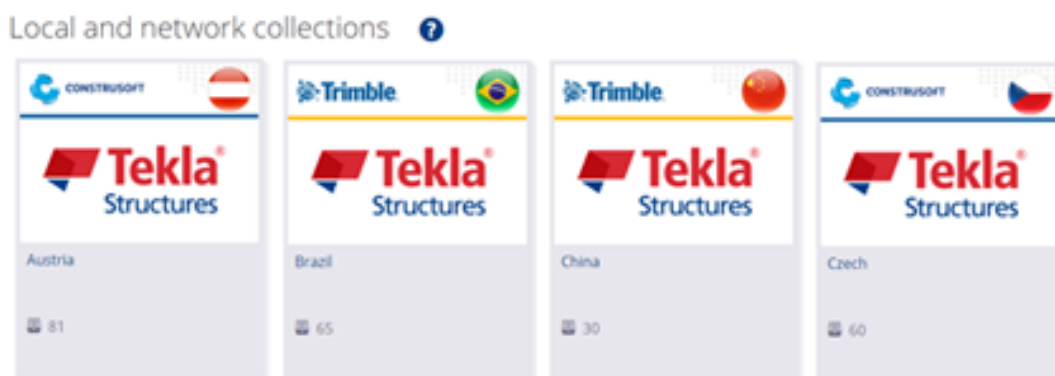 Local and network collections ?
CONSTRUSOFT
Tekla®
Structures
Austria
81
Trimble.
Tekla®
Structures
Brazil
65
Trimble.
Tekla®
Structures
China
30
CONSTRUSOFT
Tekla®
Structures
Czech
60